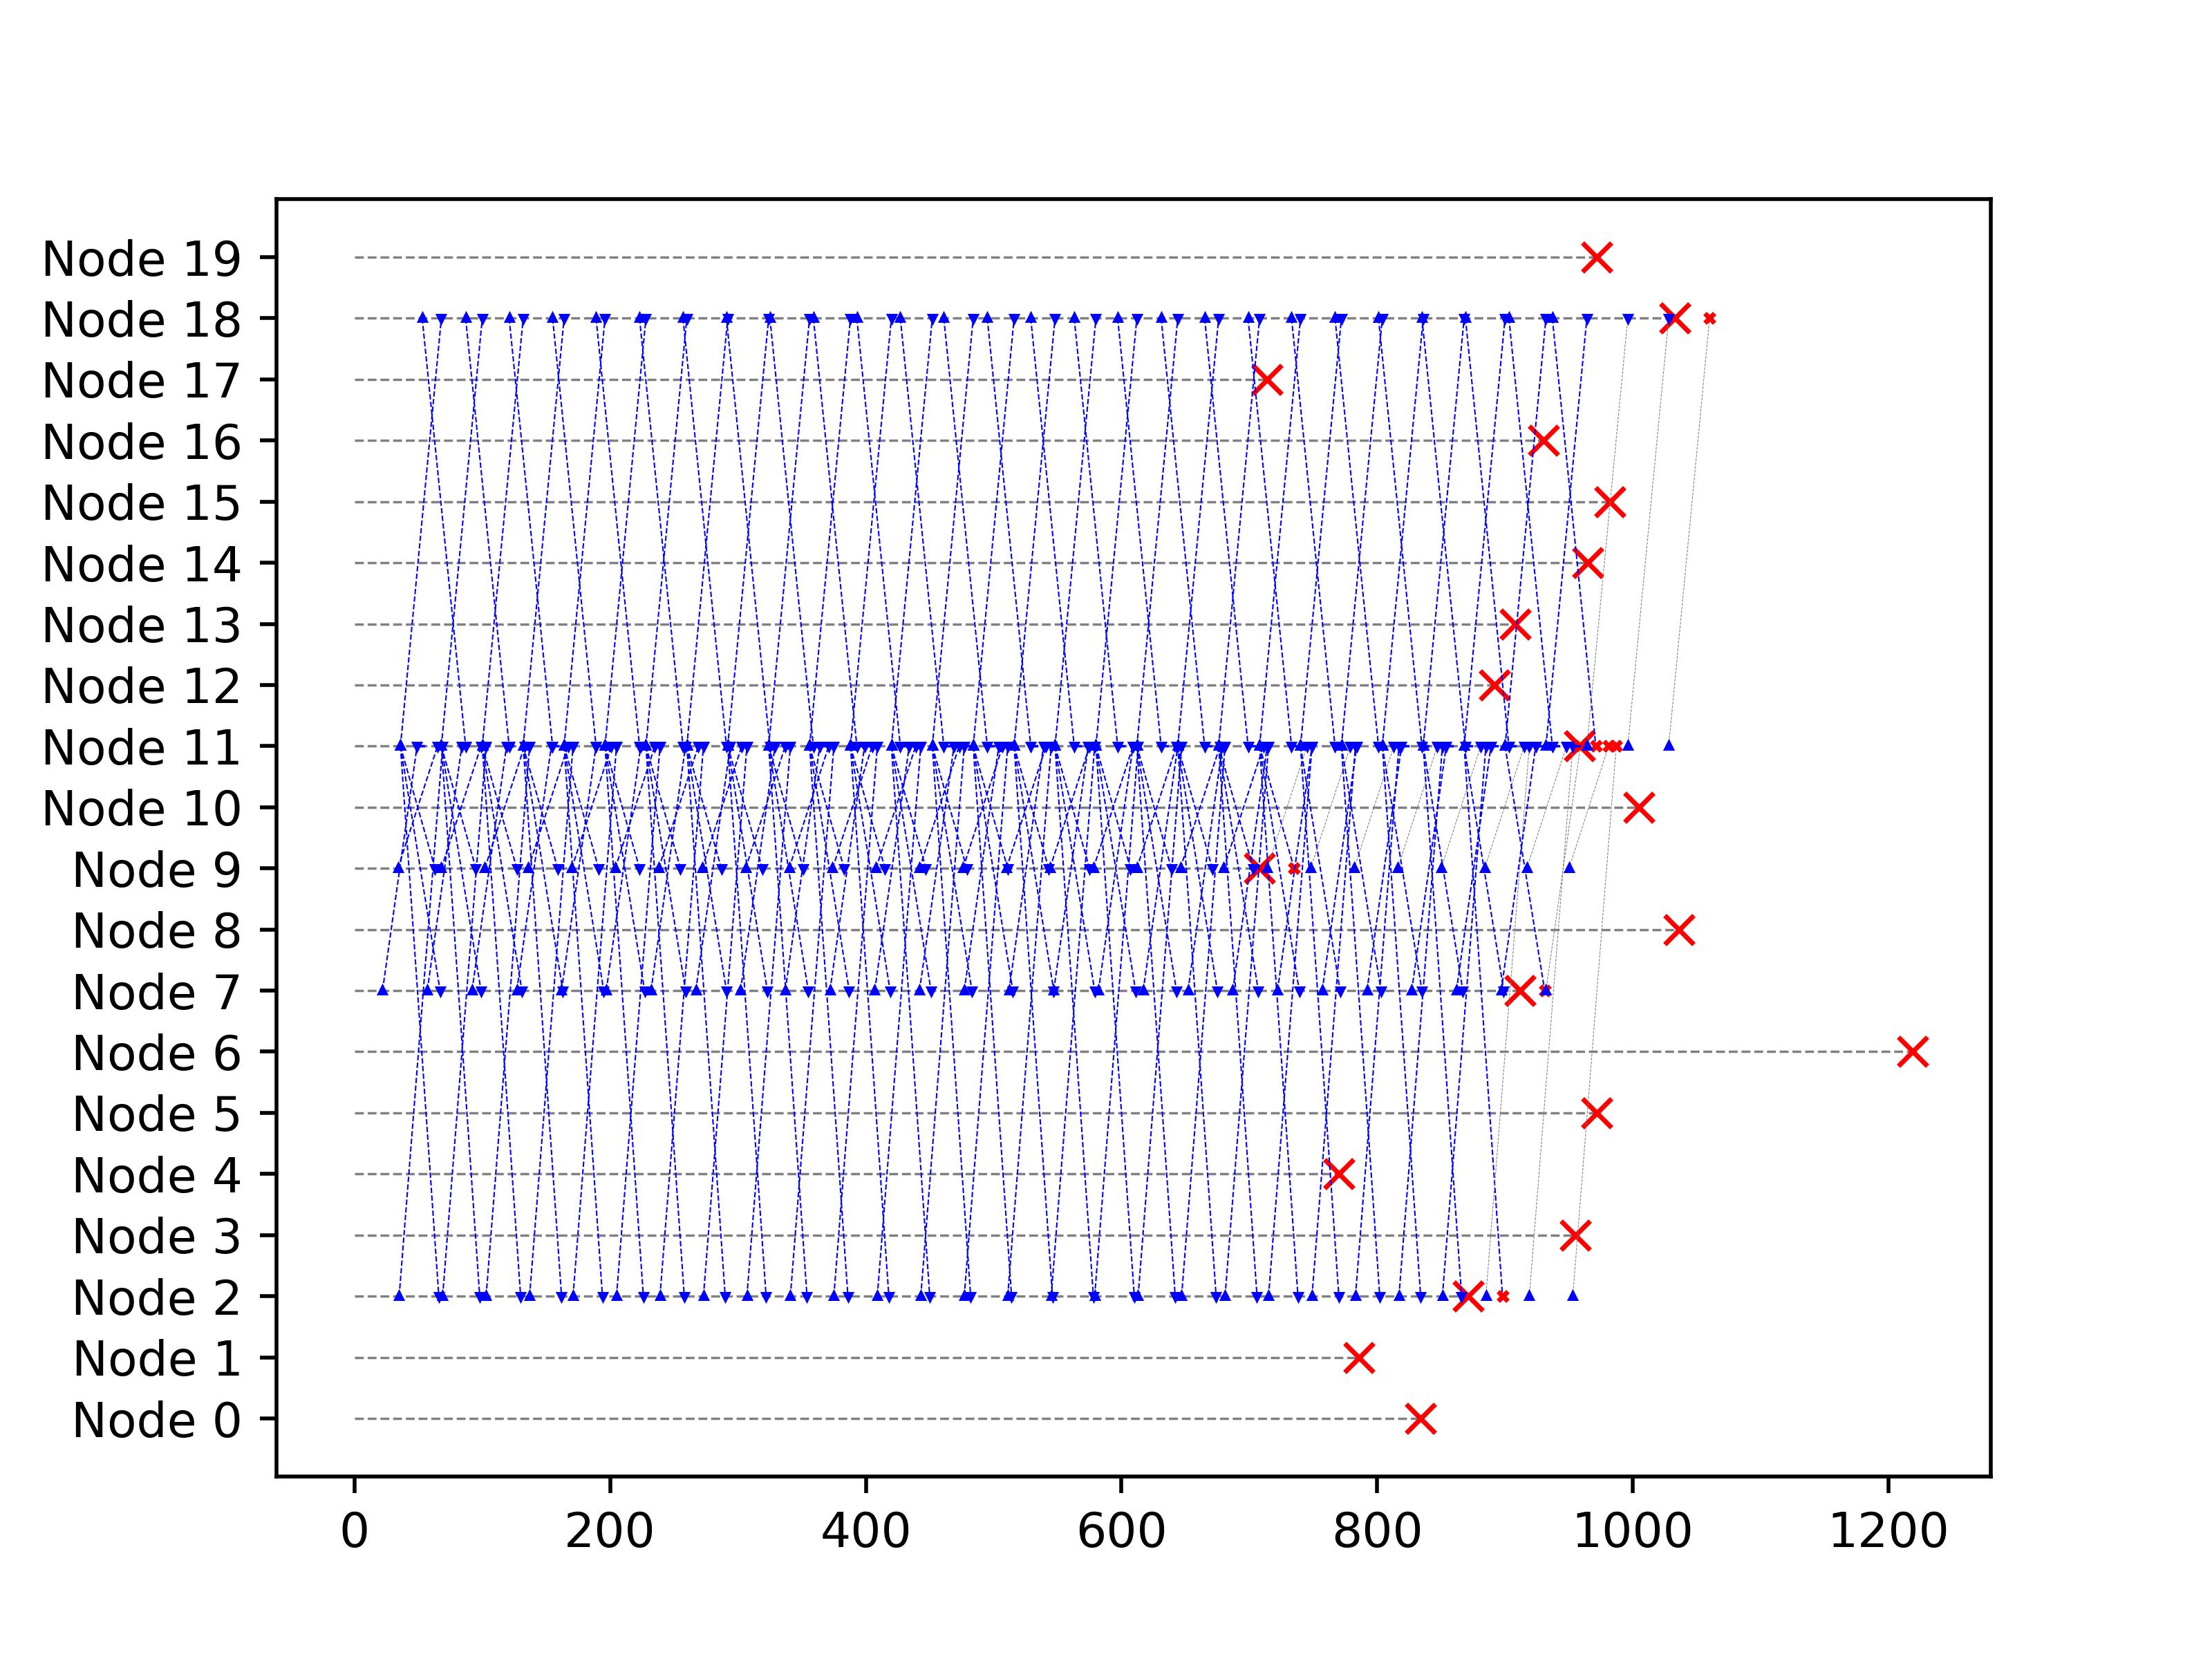 Node 19
Node 18
Node 17
Node 16
Node 15
Node 14
Node 13
Node 12
Node 11
Node 10
Node 9
Node 8
Node 7
Node 6
Node 5
Node 4
Node 3
Node 2
Node 1
Node 0
0 200 400 600 800 1000 1200